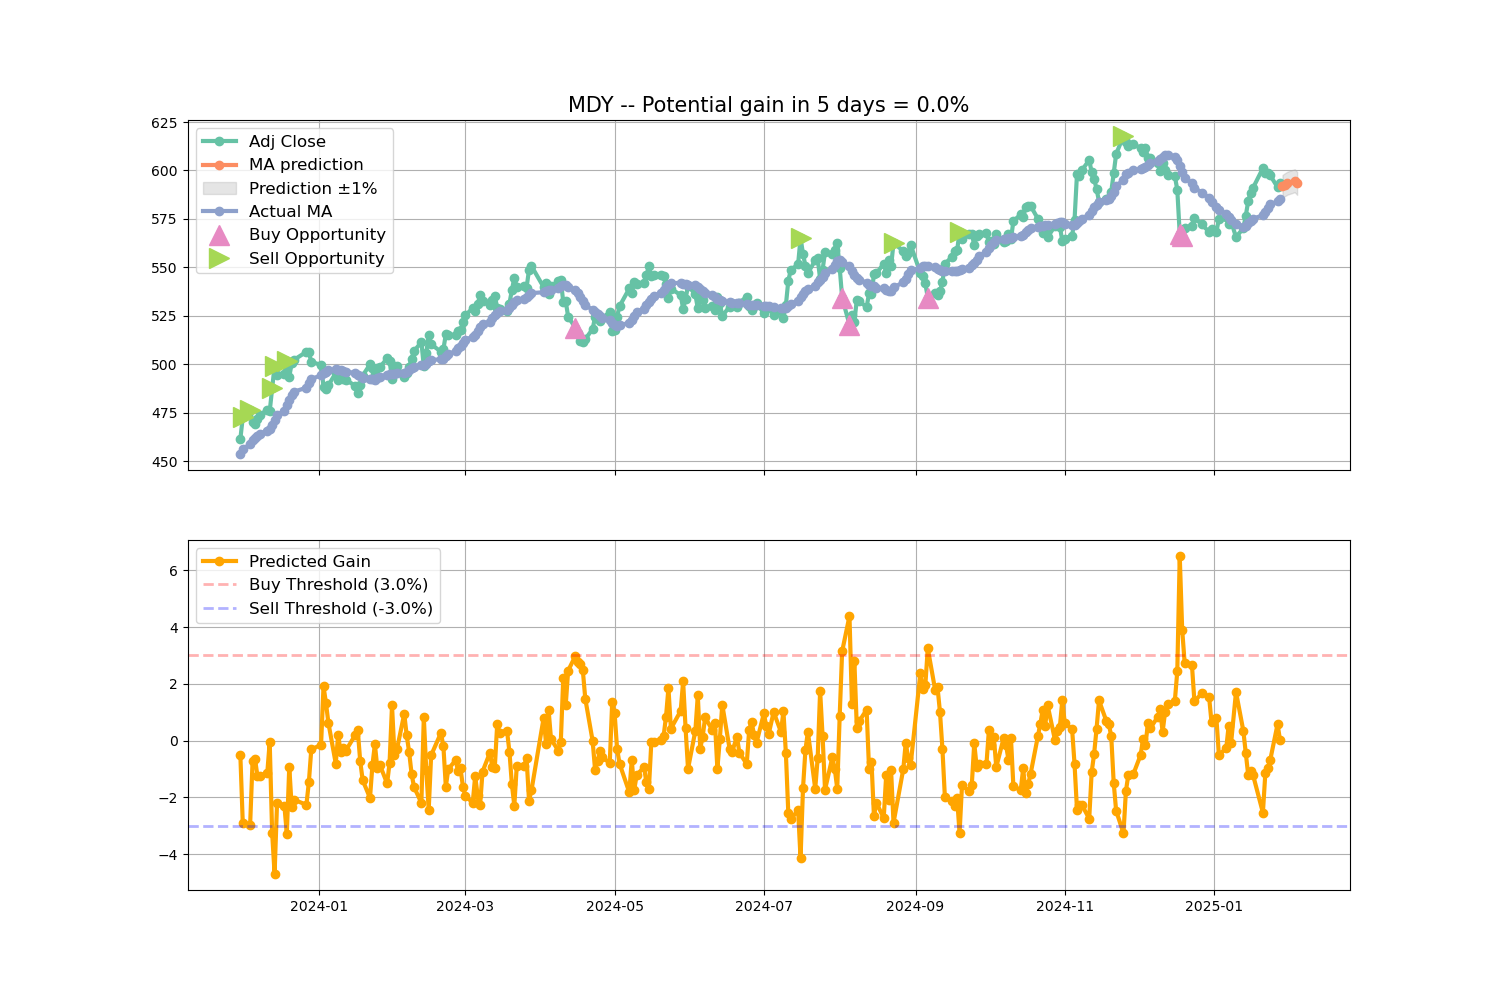 MDY -- Potential gain in 5 days = 0.0%
625
600
575
550
525
500
475
450
Adj Close
MA prediction
Prediction ±1%
Actual MA
Buy Opportunity
Sell Opportunity
6
4
2
0
−2
−4
Predicted Gain
Buy Threshold (3.0%)
Sell Threshold (-3.0%)
2024-01
2024-03
2024-05
2024-07
2024-09
2024-11
2025-01